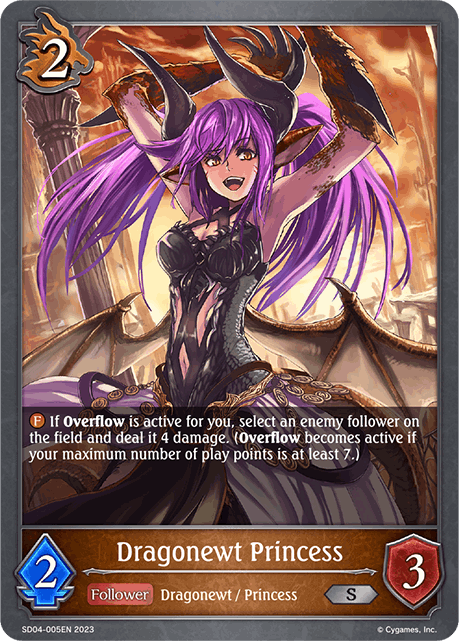 2
F If Overflow is active for you, select an enemy follower on
the field and deal it 4 damage. (Overflow becomes active if
your maximum number of play points is at least 7.)
Dragonewt Princess
2
Follower Dragonewt / Princess S
3
SD04-005EN 2023 © Cygames, Inc.